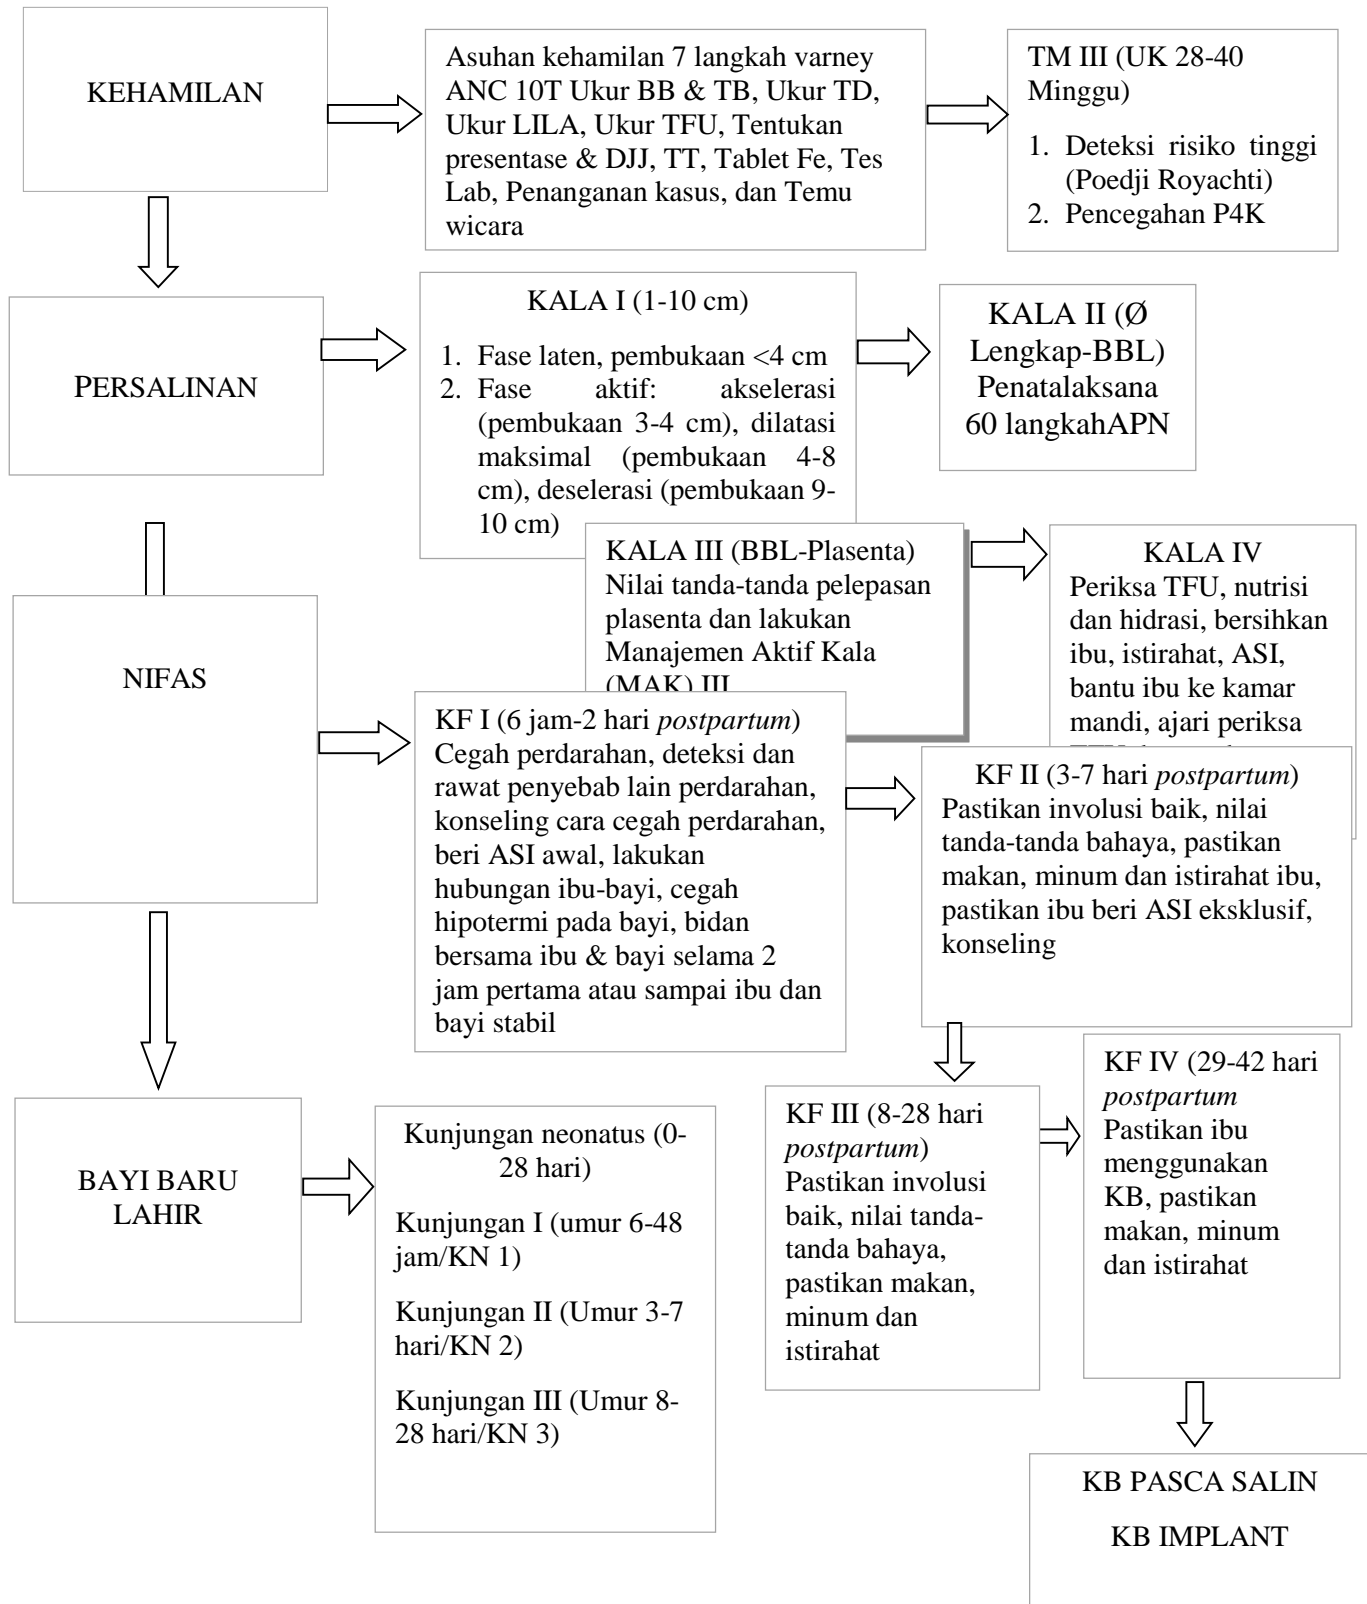 KEHAMILAN
Asuhan kehamilan 7 langkah varney
ANC 10T Ukur BB & TB, Ukur TD,
Ukur LILA, Ukur TFU, Tentukan
presentase & DJJ, TT, Tablet Fe, Tes
Lab, Penanganan kasus, dan Temu
wicara
TM III (UK 28-40
Minggu)
1. Deteksi risiko tinggi
(Poedji Royachti)
2. Pencegahan P4K
PERSALINAN
KALA I (1-10 cm)
1. Fase laten, pembukaan <4 cm
2. Fase aktif: akselerasi
(pembukaan 3-4 cm), dilatasi
maksimal (pembukaan 4-8
cm), deselerasi (pembukaan 9-
10 cm)
KALA II (Ø
Lengkap-BBL)
Penatalaksana
60 langkahAPN
KALA III (BBL-Plasenta)
Nilai tanda-tanda pelepasan
plasenta dan lakukan
Manajemen Aktif Kala
(MAK) III
KALA IV
Periksa TFU, nutrisi
dan hidrasi, bersihkan
ibu, istirahat, ASI,
bantu ibu ke kamar
mandi, ajari periksa
NIFAS
KF I (6 jam-2 hari postpartum)
Cegah perdarahan, deteksi dan
rawat penyebab lain perdarahan,
konseling cara cegah perdarahan,
beri ASI awal, lakukan
hubungan ibu-bayi, cegah
hipotermi pada bayi, bidan
bersama ibu & bayi selama 2
jam pertama atau sampai ibu dan
bayi stabil
KF II (3-7 hari postpartum)
Pastikan involusi baik, nilai
tanda-tanda bahaya, pastikan
makan, minum dan istirahat ibu,
pastikan ibu beri ASI eksklusif,
konseling
KF III (8-28 hari
postpartum)
Pastikan involusi
baik, nilai tanda-
tanda bahaya,
pastikan makan,
minum dan
istirahat
KF IV (29-42 hari
postpartum
Pastikan ibu
menggunakan
KB, pastikan
makan, minum
dan istirahat
BAYI BARU
LAHIR
Kunjungan neonatus (0-
28 hari)
Kunjungan I (umur 6-48
jam/KN 1)
Kunjungan II (Umur 3-7
hari/KN 2)
Kunjungan III (Umur 8-
28 hari/KN 3)
KB PASCA SALIN
KB IMPLANT